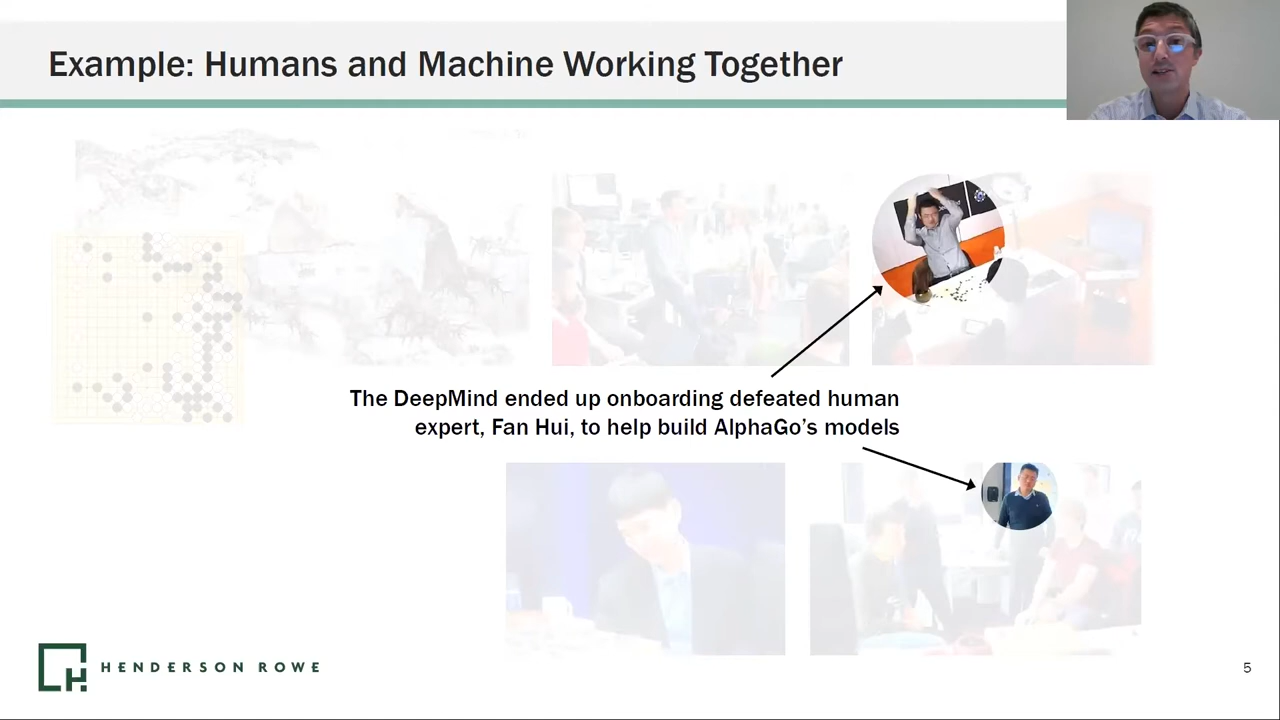 Example: Humans and Machine Working Together
The DeepMind ended up onboarding defeated human
expert, Fan Hui, to help build AlphaGo’s models
HENDERSON ROWE
5